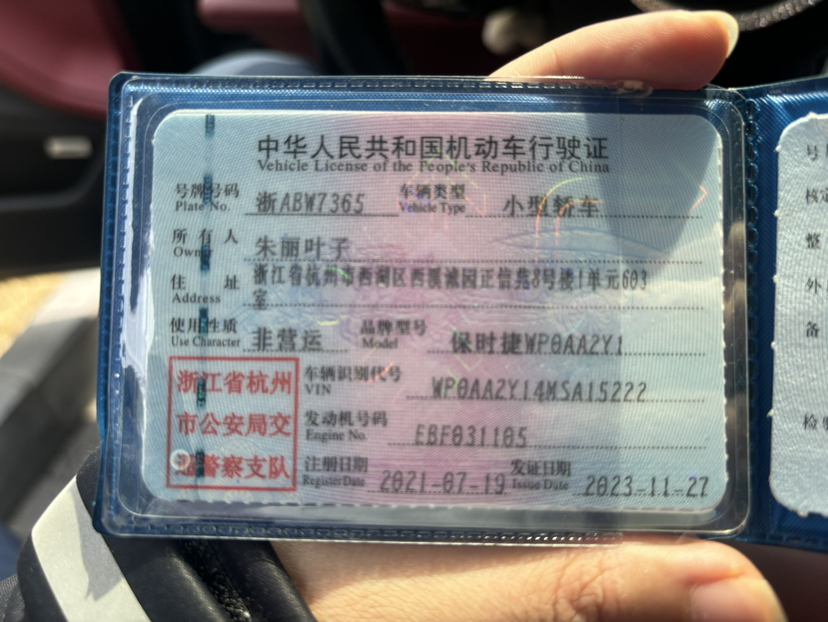 中华人民共和国机动车行驶证
Vehicle License of the People's Republic of China
号牌号码 浙ABW7365 车辆类型 小型轿车
Plate No. Vehicle Type
所有人 朱丽叶子
Owner
住址 浙江省杭州市西湖区西溪诚园正信苑8号楼1单元603
Address 室
使用性质 非营运 品牌型号 保时捷WP0AA2Y1
Use Character Model
浙江省杭州
市公安局交
警察支队
车辆识别代号 WP0AA2Y14MSA15222
VIN
发动机号码 EBF031105
Engine No.
注册日期 2021-07-19 发证日期 2023-11-27
Register Date Issue Date
号
核定
整
外
备
检验